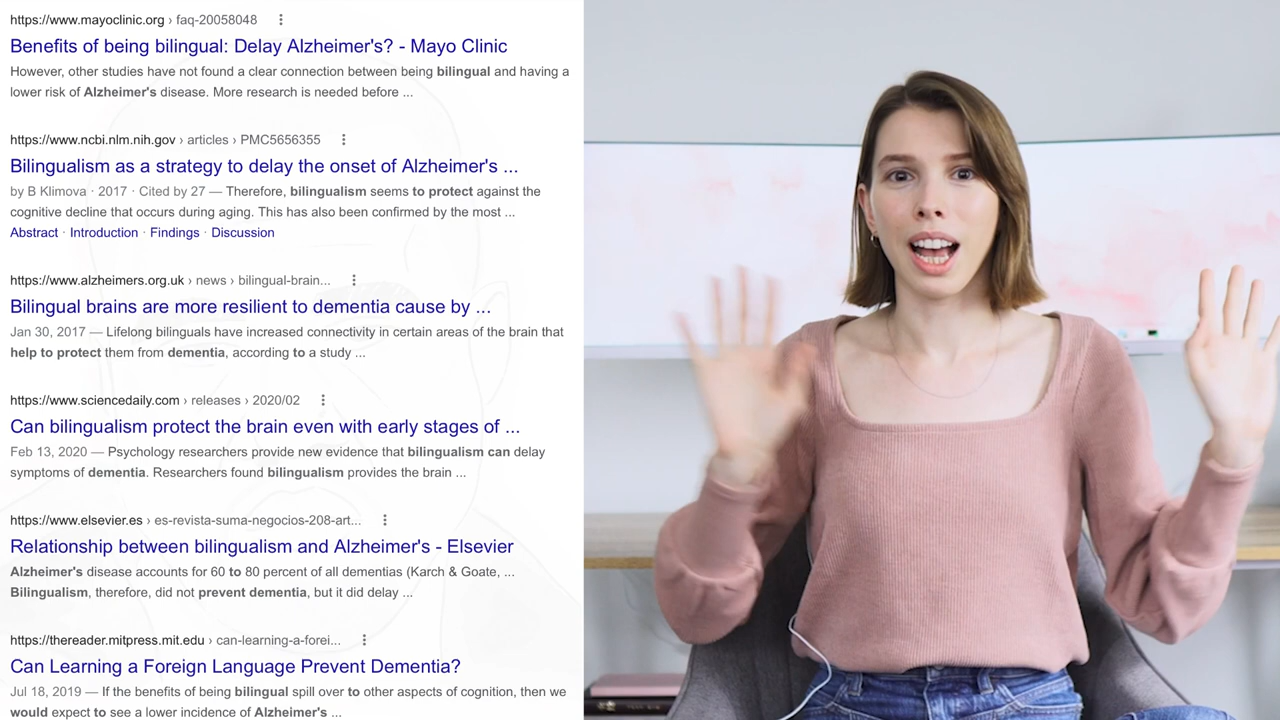 https://www.mayoclinic.org › faq-20058048
Benefits of being bilingual: Delay Alzheimer's? - Mayo Clinic
However, other studies have not found a clear connection between being bilingual and having a
lower risk of Alzheimer's disease. More research is needed before ...
https://www.ncbi.nlm.nih.gov › articles › PMC5656355
Bilingualism as a strategy to delay the onset of Alzheimer's ...
by B Klimova · 2017 · Cited by 27 — Therefore, bilingualism seems to protect against the
cognitive decline that occurs during aging. This has also been confirmed by the most ...
Abstract · Introduction · Findings · Discussion
https://www.alzheimers.org.uk › news › bilingual-brain...
Bilingual brains are more resilient to dementia cause by ...
Jan 30, 2017 — Lifelong bilinguals have increased connectivity in certain areas of the brain that
help to protect them from dementia, according to a study ...
https://www.sciencedaily.com › releases › 2020/02
Can bilingualism protect the brain even with early stages of ...
Feb 13, 2020 — Psychology researchers provide new evidence that bilingualism can delay
symptoms of dementia. Researchers found bilingualism provides the brain ...
https://www.elsevier.es › es-revista-suma-negocios-208-art...
Relationship between bilingualism and Alzheimer's - Elsevier
Alzheimer's disease accounts for 60 to 80 percent of all dementias (Karch & Goate, ...
Bilingualism, therefore, did not prevent dementia, but it did delay ...
https://thereader.mitpress.mit.edu › can-learning-a-forei...
Can Learning a Foreign Language Prevent Dementia?
Jul 18, 2019 — If the benefits of being bilingual spill over to other aspects of cognition, then we
would expect to see a lower incidence of Alzheimer's ...